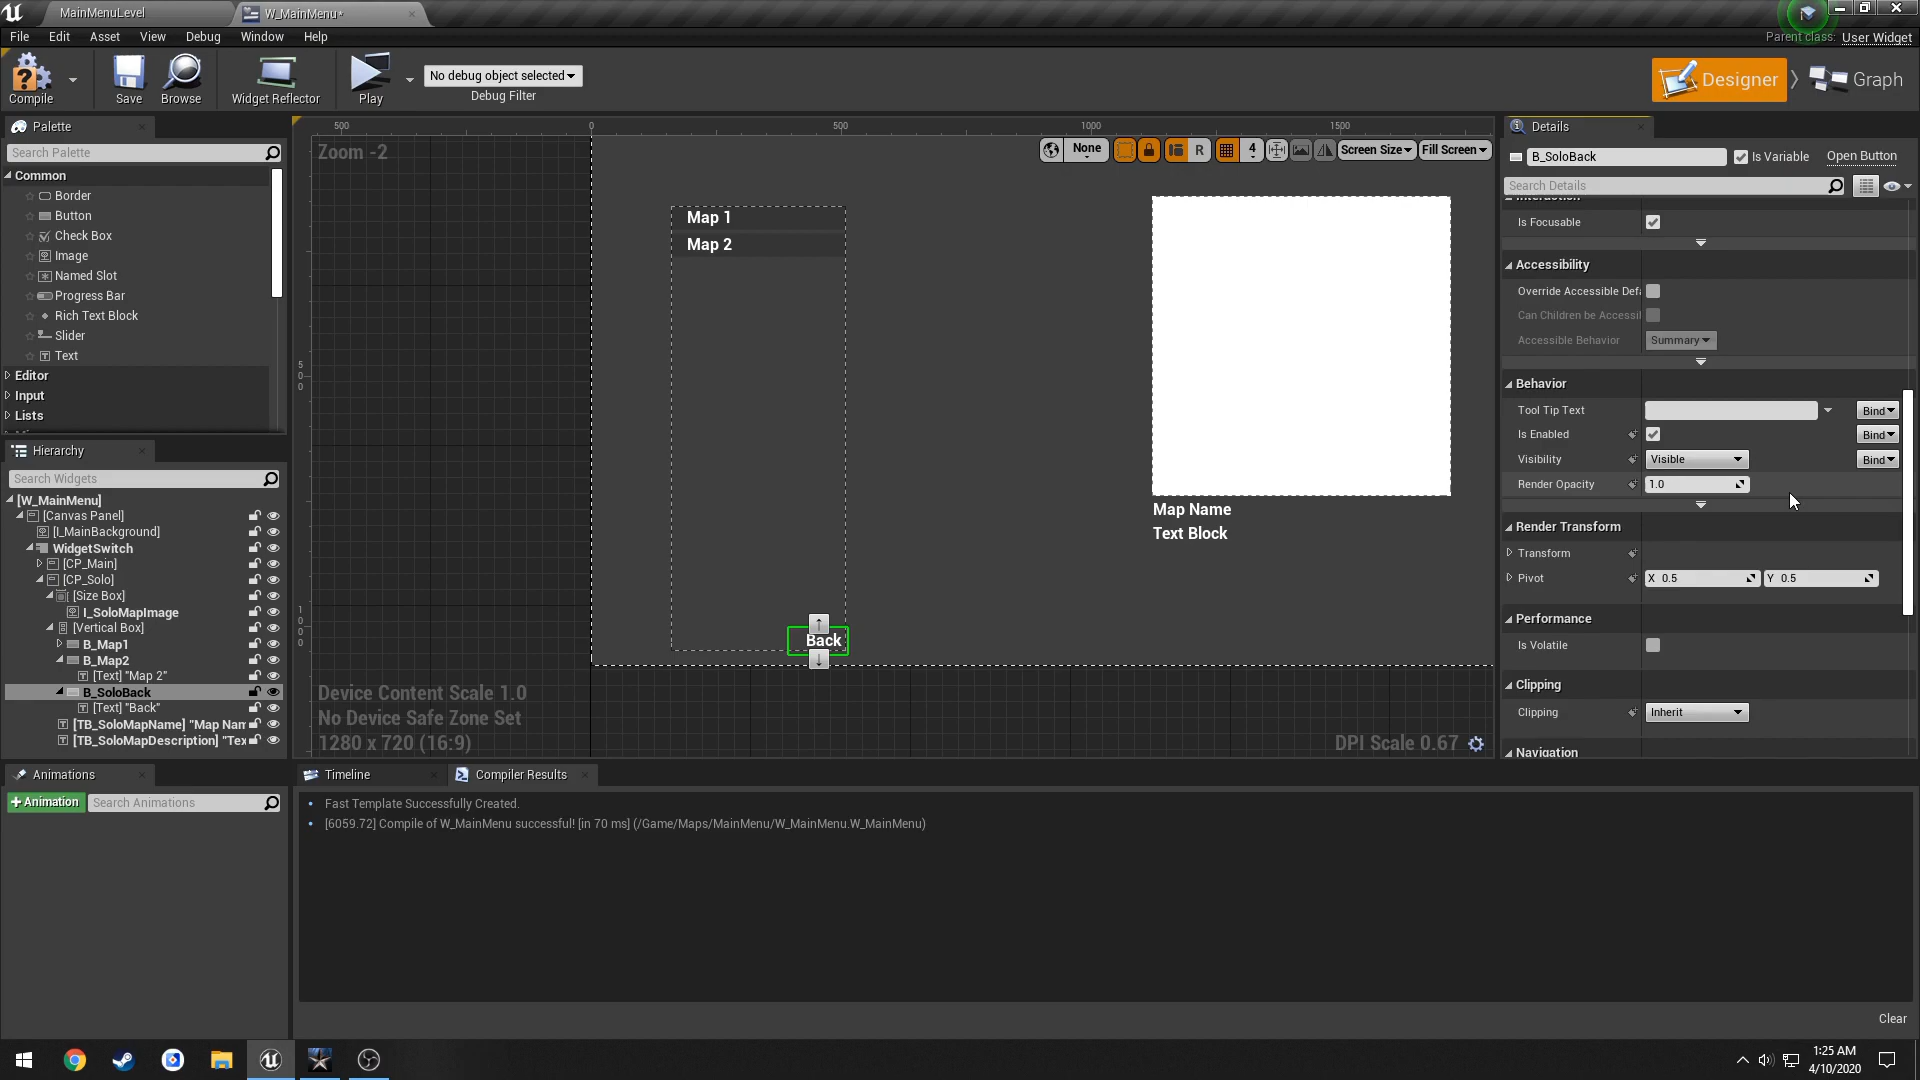 MainMenuLevel
W_MainMenu*
File Edit Asset View Debug Window Help
Parent class: User Widget
Compile
Save
Browse
Widget Reflector
Play
No debug object selected
Debug Filter
Designer
Graph
Palette
Search Palette
Common
Border
Button
Check Box
Image
Named Slot
Progress Bar
Rich Text Block
Slider
Text
Editor
Input
Lists
Hierarchy
Search Widgets
[W_MainMenu]
[Canvas Panel]
[I_MainBackground]
WidgetSwitch
[CP_Main]
[CP_Solo]
[Size Box]
I_SoloMapImage
[Vertical Box]
B_Map1
B_Map2
[Text] "Map 2"
B_SoloBack
[Text] "Back"
[TB_SoloMapName] "Map Nam
[TB_SoloMapDescription] "Tex
Animations
+Animation
Search Animations
500 0 500 1000 1500
Zoom -2
None
R
4
Screen Size
Fill Screen
500
1000
Map 1
Map 2
Map Name
Text Block
Back
Device Content Scale 1.0
No Device Safe Zone Set
1280 x 720 (16:9)
DPI Scale 0.67
Timeline
Compiler Results
Fast Template Successfully Created.
[6059.72] Compile of W_MainMenu successful! [in 70 ms] (/Game/Maps/MainMenu/W_MainMenu.W_MainMenu)
Clear
Details
B_SoloBack
Is Variable
Open Button
Search Details
Interaction
Is Focusable
Accessibility
Override Accessible Defa
Can Children be Accessil
Accessible Behavior Summary
Behavior
Tool Tip Text Bind
Is Enabled Bind
Visibility Visible Bind
Render Opacity 1.0
Render Transform
Transform
Pivot X 0.5 Y 0.5
Performance
Is Volatile
Clipping
Clipping Inherit
Navigation
1:25 AM
4/10/2020